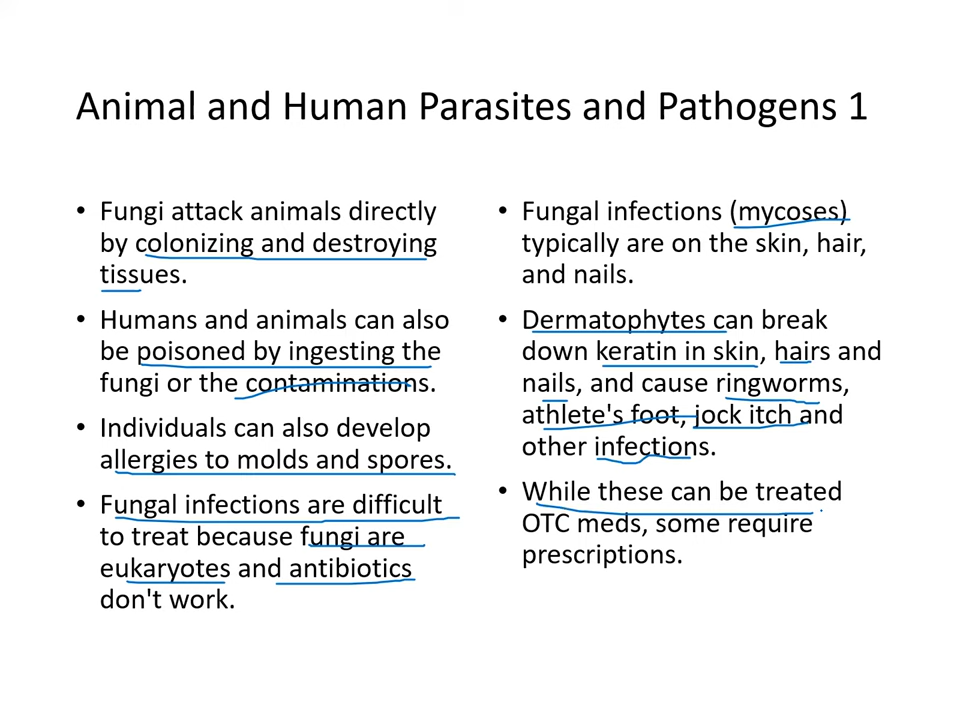 Animal and Human Parasites and Pathogens 1
• Fungi attack animals directly
by colonizing and destroying
tissues.
• Humans and animals can also
be poisoned by ingesting the
fungi or the contaminations.
• Individuals can also develop
allergies to molds and spores.
• Fungal infections are difficult
to treat because fungi are
eukaryotes and antibiotics
don't work.
• Fungal infections (mycoses)
typically are on the skin, hair,
and nails.
• Dermatophytes can break
down keratin in skin, hairs and
nails, and cause ringworms,
athlete's foot, jock itch and
other infections.
• While these can be treated
OTC meds, some require
prescriptions.